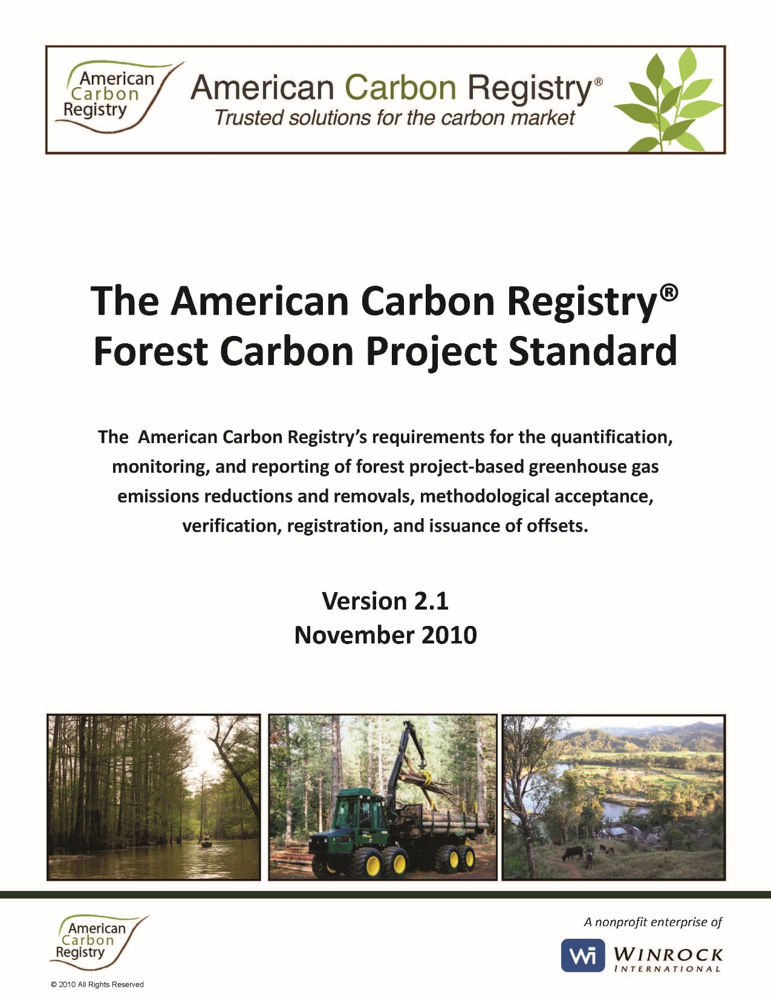 American
Carbon
Registry
American Carbon Registry®
Trusted solutions for the carbon market
The American Carbon Registry®
Forest Carbon Project Standard
The American Carbon Registry’s requirements for the quantification,
monitoring, and reporting of forest project-based greenhouse gas
emissions reductions and removals, methodological acceptance,
verification, registration, and issuance of offsets.
Version 2.1
November 2010
American
Carbon
Registry
© 2010 All Rights Reserved
A nonprofit enterprise of
Wi
WINROCK
INTERNATIONAL